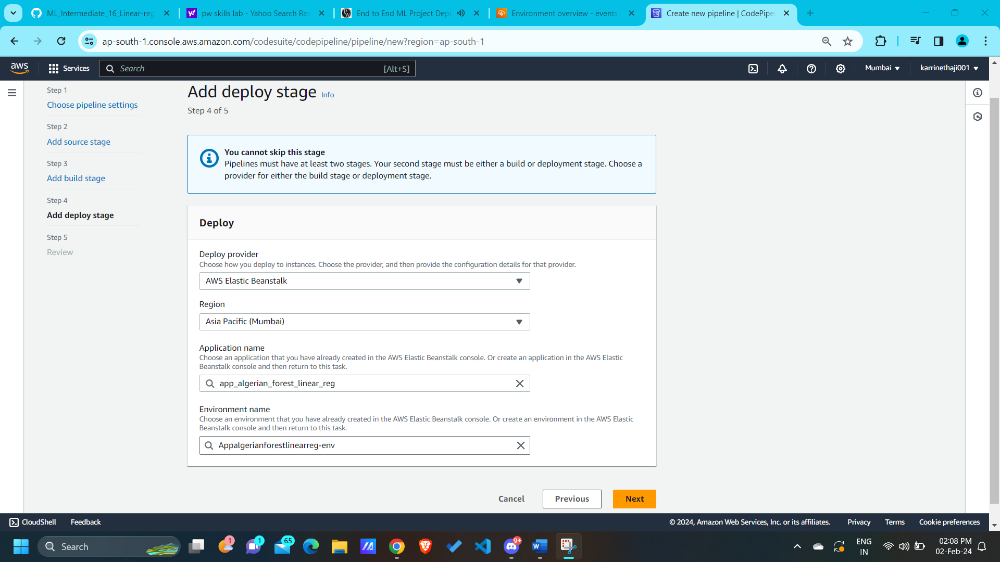 ML_Intermediate_16_Linear-reg
pw skills lab - Yahoo Search Res
End to End ML Project Depl
Environment overview - events
Create new pipeline | CodePipel
ap-south-1.console.aws.amazon.com/codesuite/codepipeline/pipeline/new?region=ap-south-1
aws
Services
Search
[Alt+S]
Mumbai
karrinethaji001
Step 1
Choose pipeline settings
Step 2
Add source stage
Step 3
Add build stage
Step 4
Add deploy stage
Step 5
Review
Add deploy stage Info
Step 4 of 5
You cannot skip this stage
Pipelines must have at least two stages. Your second stage must be either a build or deployment stage. Choose a
provider for either the build stage or deployment stage.
Deploy
Deploy provider
Choose how you deploy to instances. Choose the provider, and then provide the configuration details for that provider.
AWS Elastic Beanstalk
Region
Asia Pacific (Mumbai)
Application name
Choose an application that you have already created in the AWS Elastic Beanstalk console. Or create an application in the AWS Elastic
Beanstalk console and then return to this task.
app_algerian_forest_linear_reg
Environment name
Choose an environment that you have already created in the AWS Elastic Beanstalk console. Or create an environment in the AWS Elastic
Beanstalk console and then return to this task.
Appalgerianforestlinearreg-env
Cancel
Previous
Next
CloudShell
Feedback
© 2024, Amazon Web Services, Inc. or its affiliates.
Privacy
Terms
Cookie preferences
Search
1
1
65
9+
ENG
IN
02:08 PM
02-Feb-24